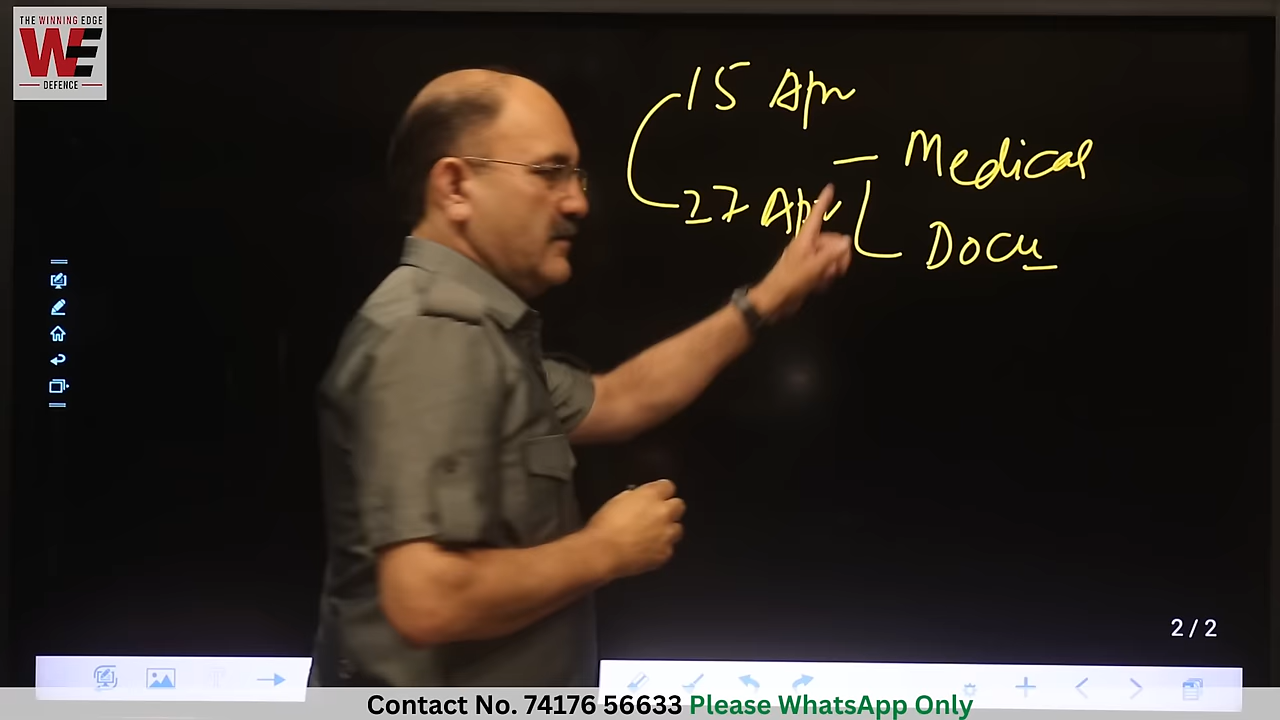 THE WINNING EDGE
WE
DEFENCE
15 Apr
27 Apr
— Medical
Docu
2/2
Contact No. 74176 56633 Please WhatsApp Only